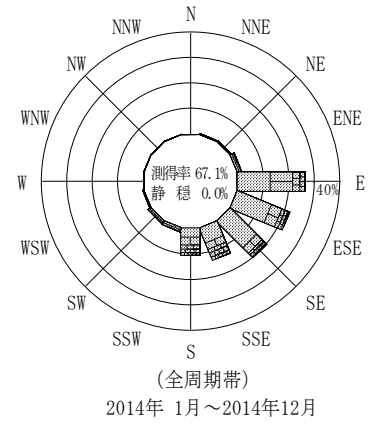 N
NNW NNE
NW NE
WNW ENE
測得率 67.1%
静 穏 0.0%
W 40% E
WSW ESE
SW SE
SSW SSE
S
(全周期帯)
2014年 1月～2014年12月